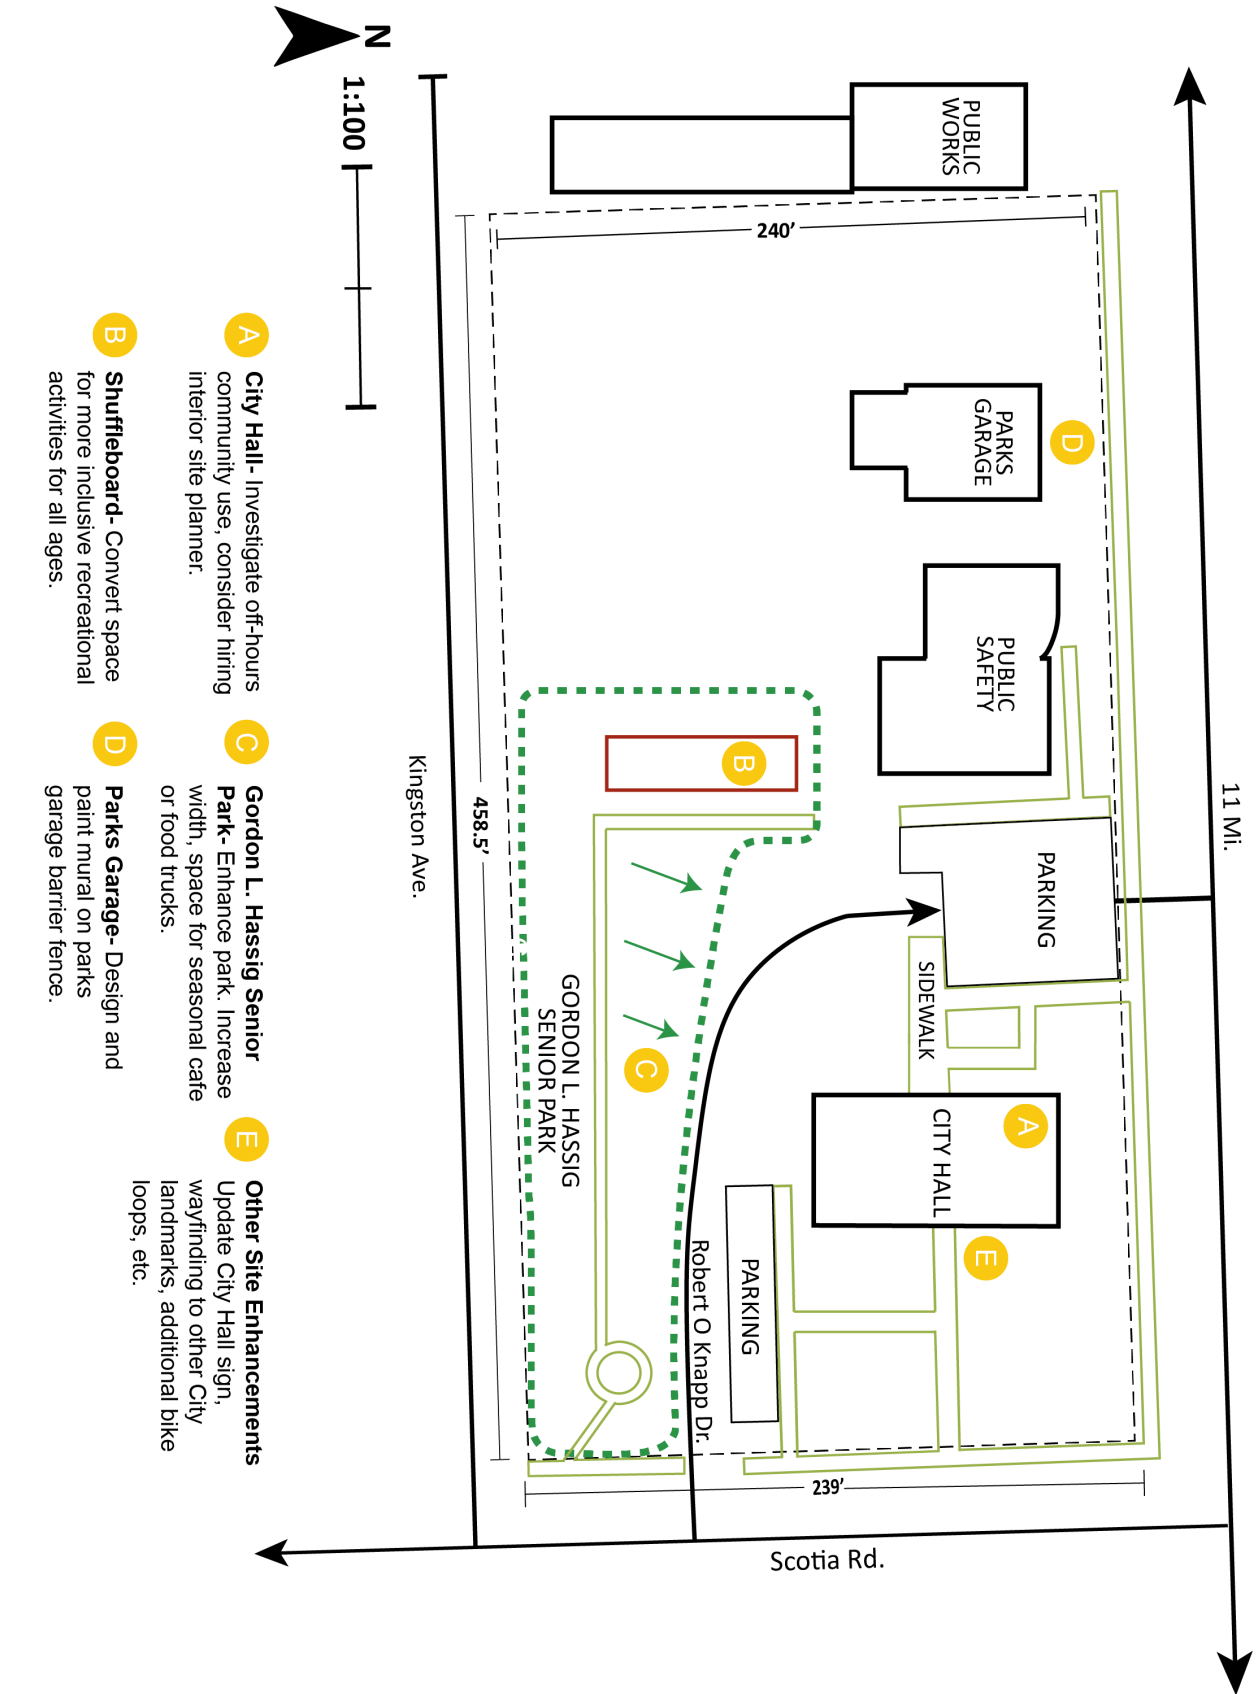 11 Mi.
PUBLIC
WORKS
PARKS
GARAGE
D
PUBLIC
SAFETY
PARKING
SIDEWALK
A
CITY HALL
E
240’
B
C
PARKING
Robert O Knapp Dr.
239’
Scotia Rd.
GORDON L. HASSIG
SENIOR PARK
458.5’
Kingston Ave.
N
1:100
A
City Hall- Investigate off-hours
community use, consider hiring
interior site planner.
B
Shuffleboard- Convert space
for more inclusive recreational
activities for all ages.
C
Gordon L. Hassig Senior
Park- Enhance park. Increase
width, space for seasonal cafe
or food trucks.
D
Parks Garage- Design and
paint mural on parks
garage barrier fence.
E
Other Site Enhancements
Update City Hall sign,
wayfinding to other City
landmarks, additional bike
loops, etc.